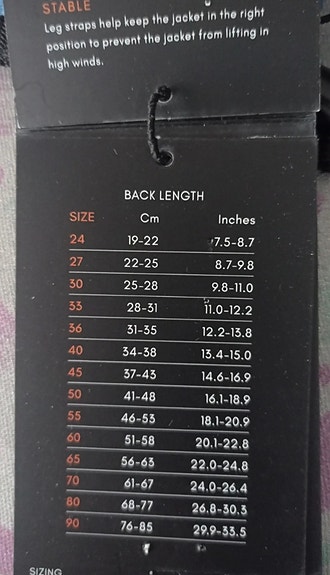 STABLE
Leg straps help keep the jacket in the right
position to prevent the jacket from lifting in
high winds.
BACK LENGTH
SIZE Cm Inches
24 19-22 7.5-8.7
27 22-25 8.7-9.8
30 25-28 9.8-11.0
33 28-31 11.0-12.2
36 31-35 12.2-13.8
40 34-38 13.4-15.0
45 37-43 14.6-16.9
50 41-48 16.1-18.9
55 46-53 18.1-20.9
60 51-58 20.1-22.8
65 56-63 22.0-24.8
70 61-67 24.0-26.4
80 68-77 26.8-30.3
90 76-85 29.9-33.5
SIZING